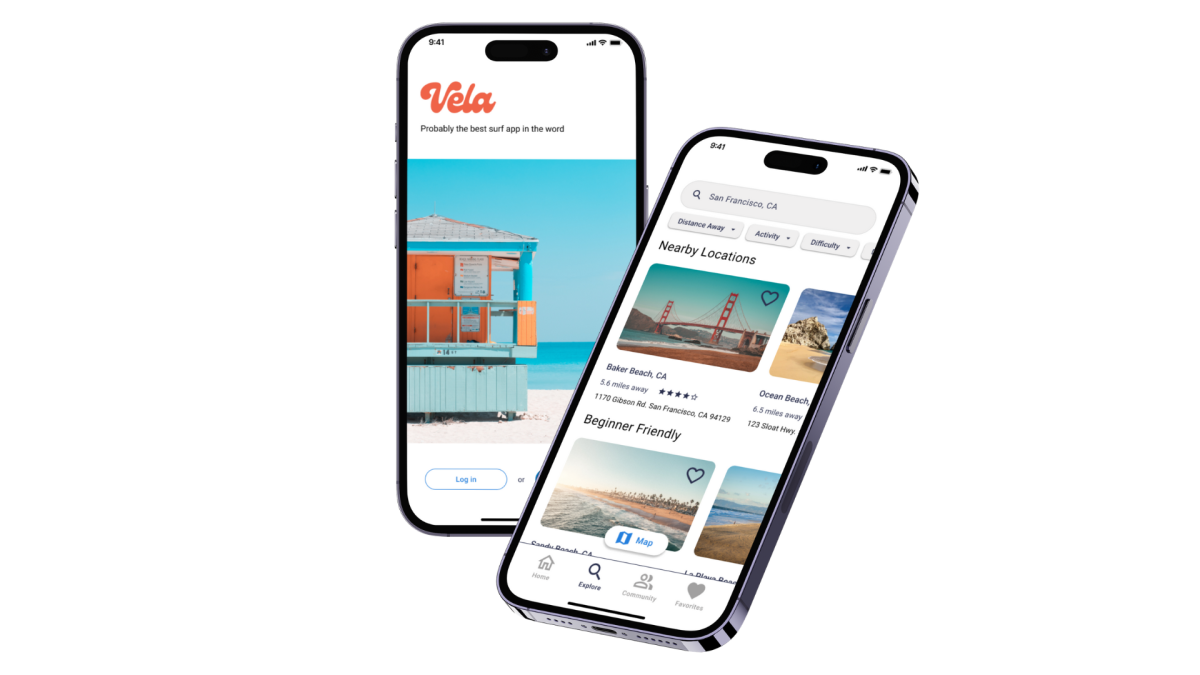 9:41
Vela
Probably the best surf app in the word
14 ST
Log in
or
9:41
San Francisco, CA
Distance Away
Activity
Difficulty
Nearby Locations
Baker Beach, CA
5.6 miles away
1170 Gibson Rd. San Francisco, CA 94129
Ocean Beach,
6.5 miles away
123 Sloat Hwy.
Beginner Friendly
Map
Sandy Beach, CA
La Playa Beac
Home
Explore
Community
Favorites